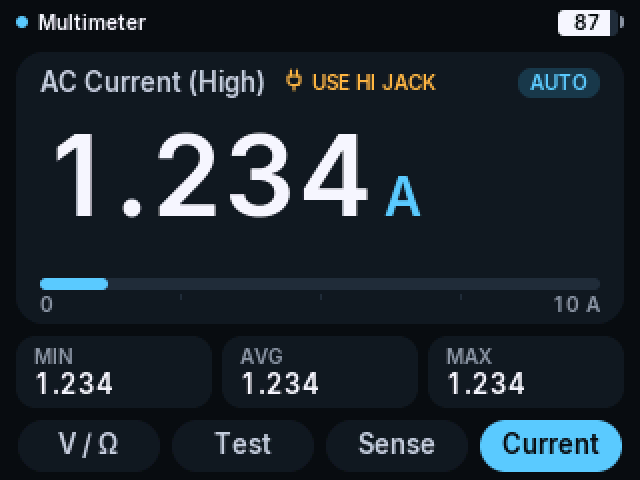 Multimeter 87
AC Current (High) USE HI JACK AUTO
1.234 A
0 10 A
MIN AVG MAX
1.234 1.234 1.234
V / Ω Test Sense Current